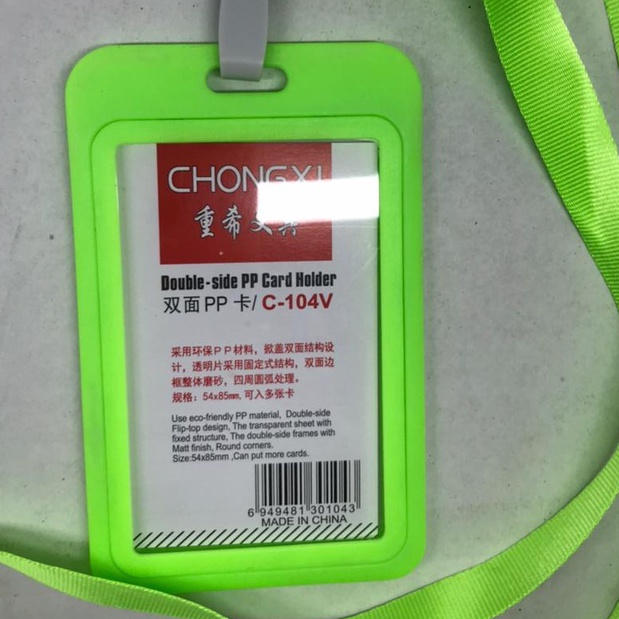 CHONGXI
重希文具
Double-side PP Card Holder
双面PP 卡/ C-104V
采用环保PP材料，掀盖双面结构设
计，透明片采用固定式结构，双面边
框整体磨砂，四周圆弧处理。
规格：54x85mm,可入多张卡
Use eco-friendly PP material, Double-side
Flip-top design, The transparent sheet with
fixed structure, The double-side frames with
Matt finish, Round corners.
Size:54x85mm ,Can put more cards.
6 949481 301043
MADE IN CHINA